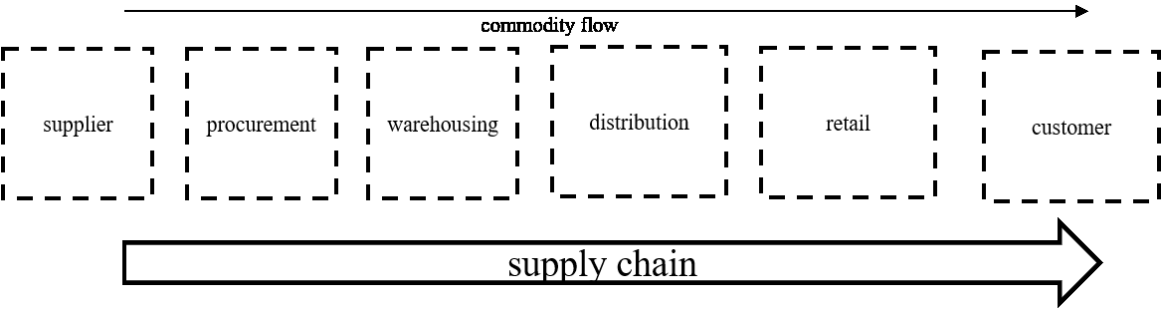 commodity flow
supplier
procurement
warehousing
distribution
retail
customer
supply chain